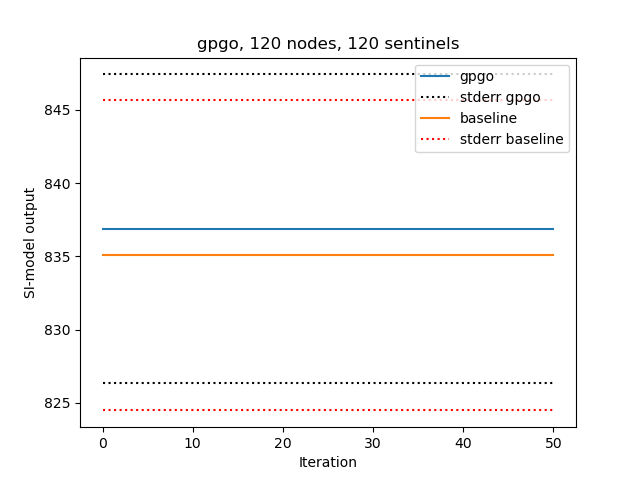 gpgo, 120 nodes, 120 sentinels
gpgo
stderr gpgo
baseline
stderr baseline
845
840
835
830
825
SI-model output
0 10 20 30 40 50
Iteration